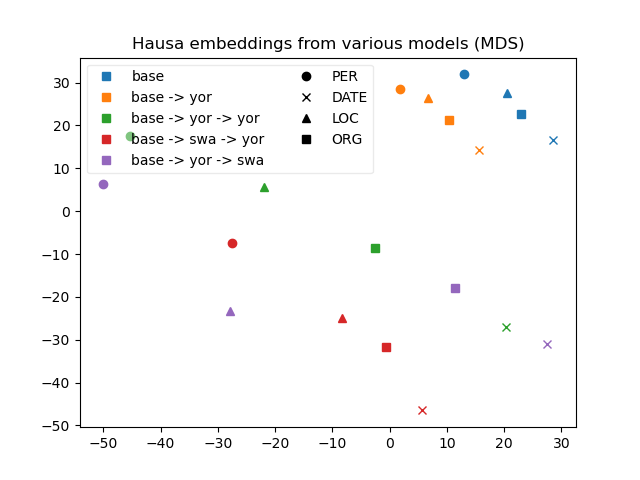 Hausa embeddings from various models (MDS)
base
base -> yor
base -> yor -> yor
base -> swa -> yor
base -> yor -> swa
PER
DATE
LOC
ORG
30
20
10
0
−10
−20
−30
−40
−50
−50 −40 −30 −20 −10 0 10 20 30